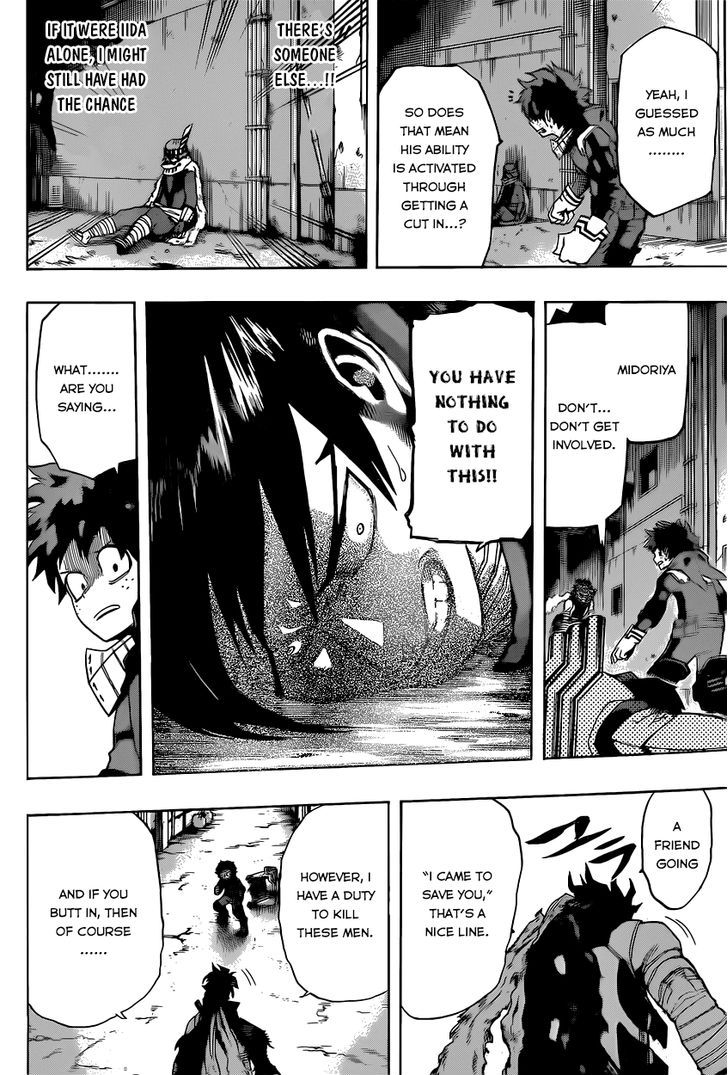 YEAH, I
GUESSED
AS MUCH
........
SO DOES
THAT MEAN
HIS ABILITY
IS ACTIVATED
THROUGH
GETTING A
CUT IN...?
THERE'S
SOMEONE
ELSE...!!
IF IT WERE IIDA
ALONE, I MIGHT
STILL HAVE HAD
THE CHANCE
MIDORIYA
DON'T...
DON'T GET
INVOLVED.
YOU HAVE
NOTHING
TO DO
WITH
THIS!!
WHAT.......
ARE YOU
SAYING...
A
FRIEND
GOING
"I CAME TO
SAVE YOU,"
THAT'S A
NICE LINE.
HOWEVER, I
HAVE A DUTY
TO KILL
THESE MEN.
AND IF YOU
BUTT IN, THEN
OF COURSE
......